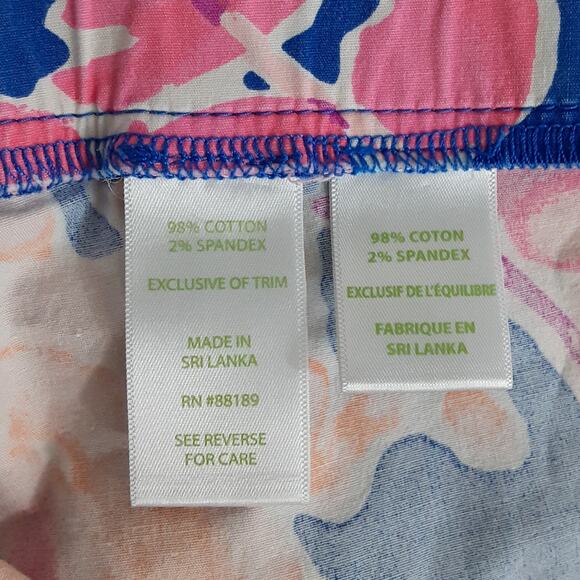 98% COTTON
2% SPANDEX
EXCLUSIVE OF TRIM
MADE IN
SRI LANKA
RN #88189
SEE REVERSE
FOR CARE
98% COTON
2% SPANDEX
EXCLUSIF DE L'ÉQUILIBRE
FABRIQUE EN
SRI LANKA